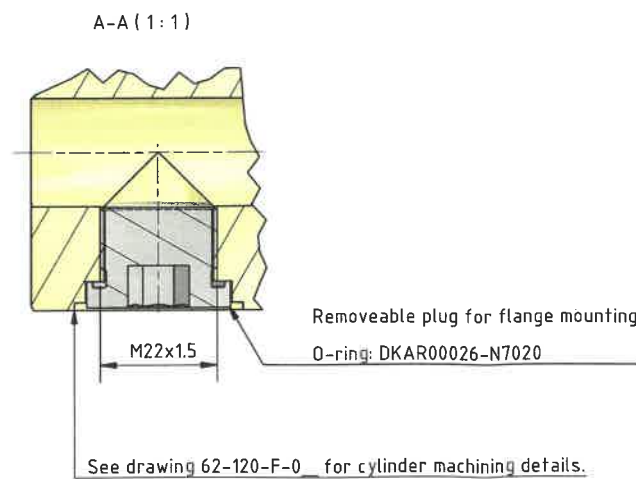 A-A ( 1 : 1 )
Removeable plug for flange mounting
M22x1.5
O-ring: DKAR00026-N7020
See drawing 62-120-F-0__ for cylinder machining details.